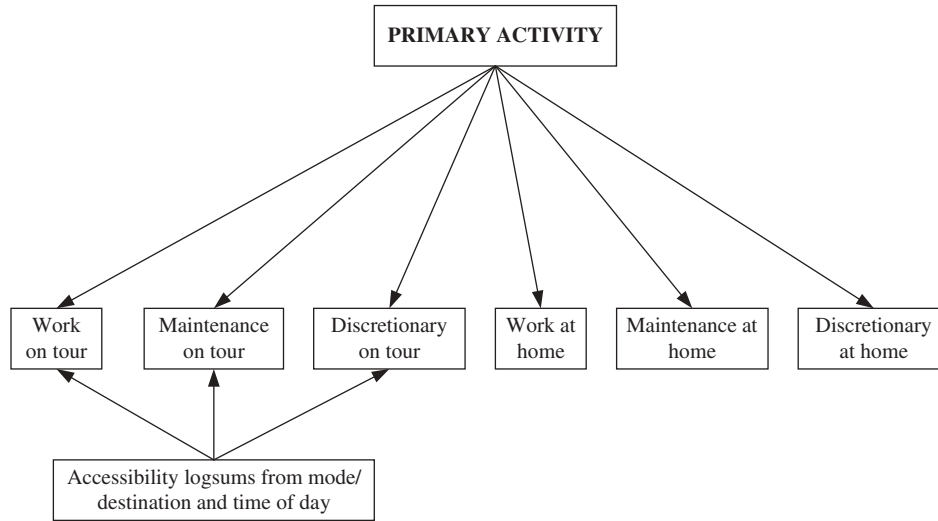 PRIMARY ACTIVITY
Work
on tour
Maintenance
on tour
Discretionary
on tour
Work at
home
Maintenance at
home
Discretionary
at home
Accessibility logsums from mode/
destination and time of day